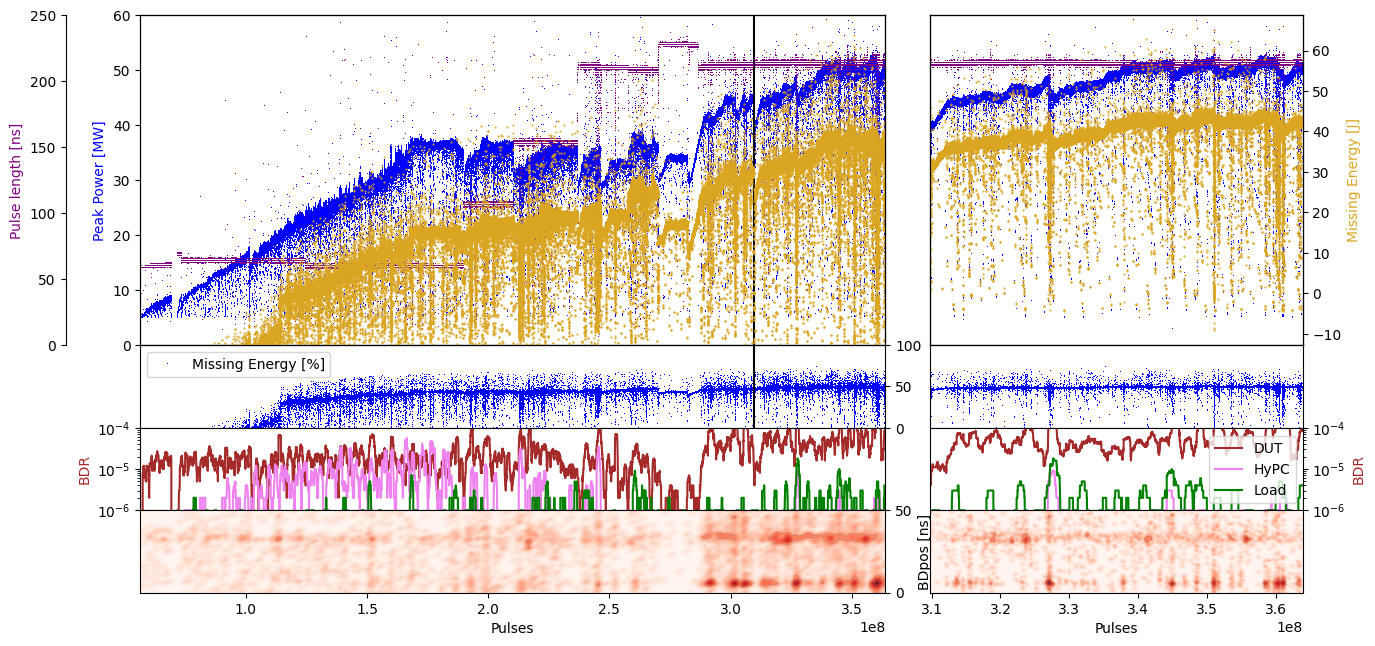 250
200
150
100
50
0
Pulse length [ns]
60
50
40
30
20
10
0
Peak Power [MW]
60
50
40
30
20
10
0
−10
Missing Energy [J]
Missing Energy [%]
100
50
0
10⁻⁴
10⁻⁵
10⁻⁶
BDR
DUT
HyPC
Load
10⁻⁴
10⁻⁵
10⁻⁶
BDR
50
0
BDpos [ns]
1.0 1.5 2.0 2.5 3.0 3.5
1e8
Pulses
3.1 3.2 3.3 3.4 3.5 3.6
1e8
Pulses